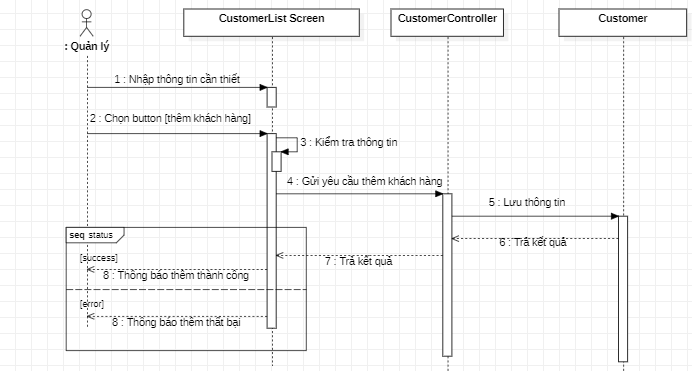 CustomerList Screen
CustomerController
Customer
: Quản lý
1 : Nhập thông tin cần thiết
2 : Chọn button [thêm khách hàng]
3 : Kiểm tra thông tin
4 : Gửi yêu cầu thêm khách hàng
5 : Lưu thông tin
6 : Trả kết quả
7 : Trả kết quả
seq status
[success]
8 : Thông báo thêm thành công
[error]
8 : Thông báo thêm thất bại